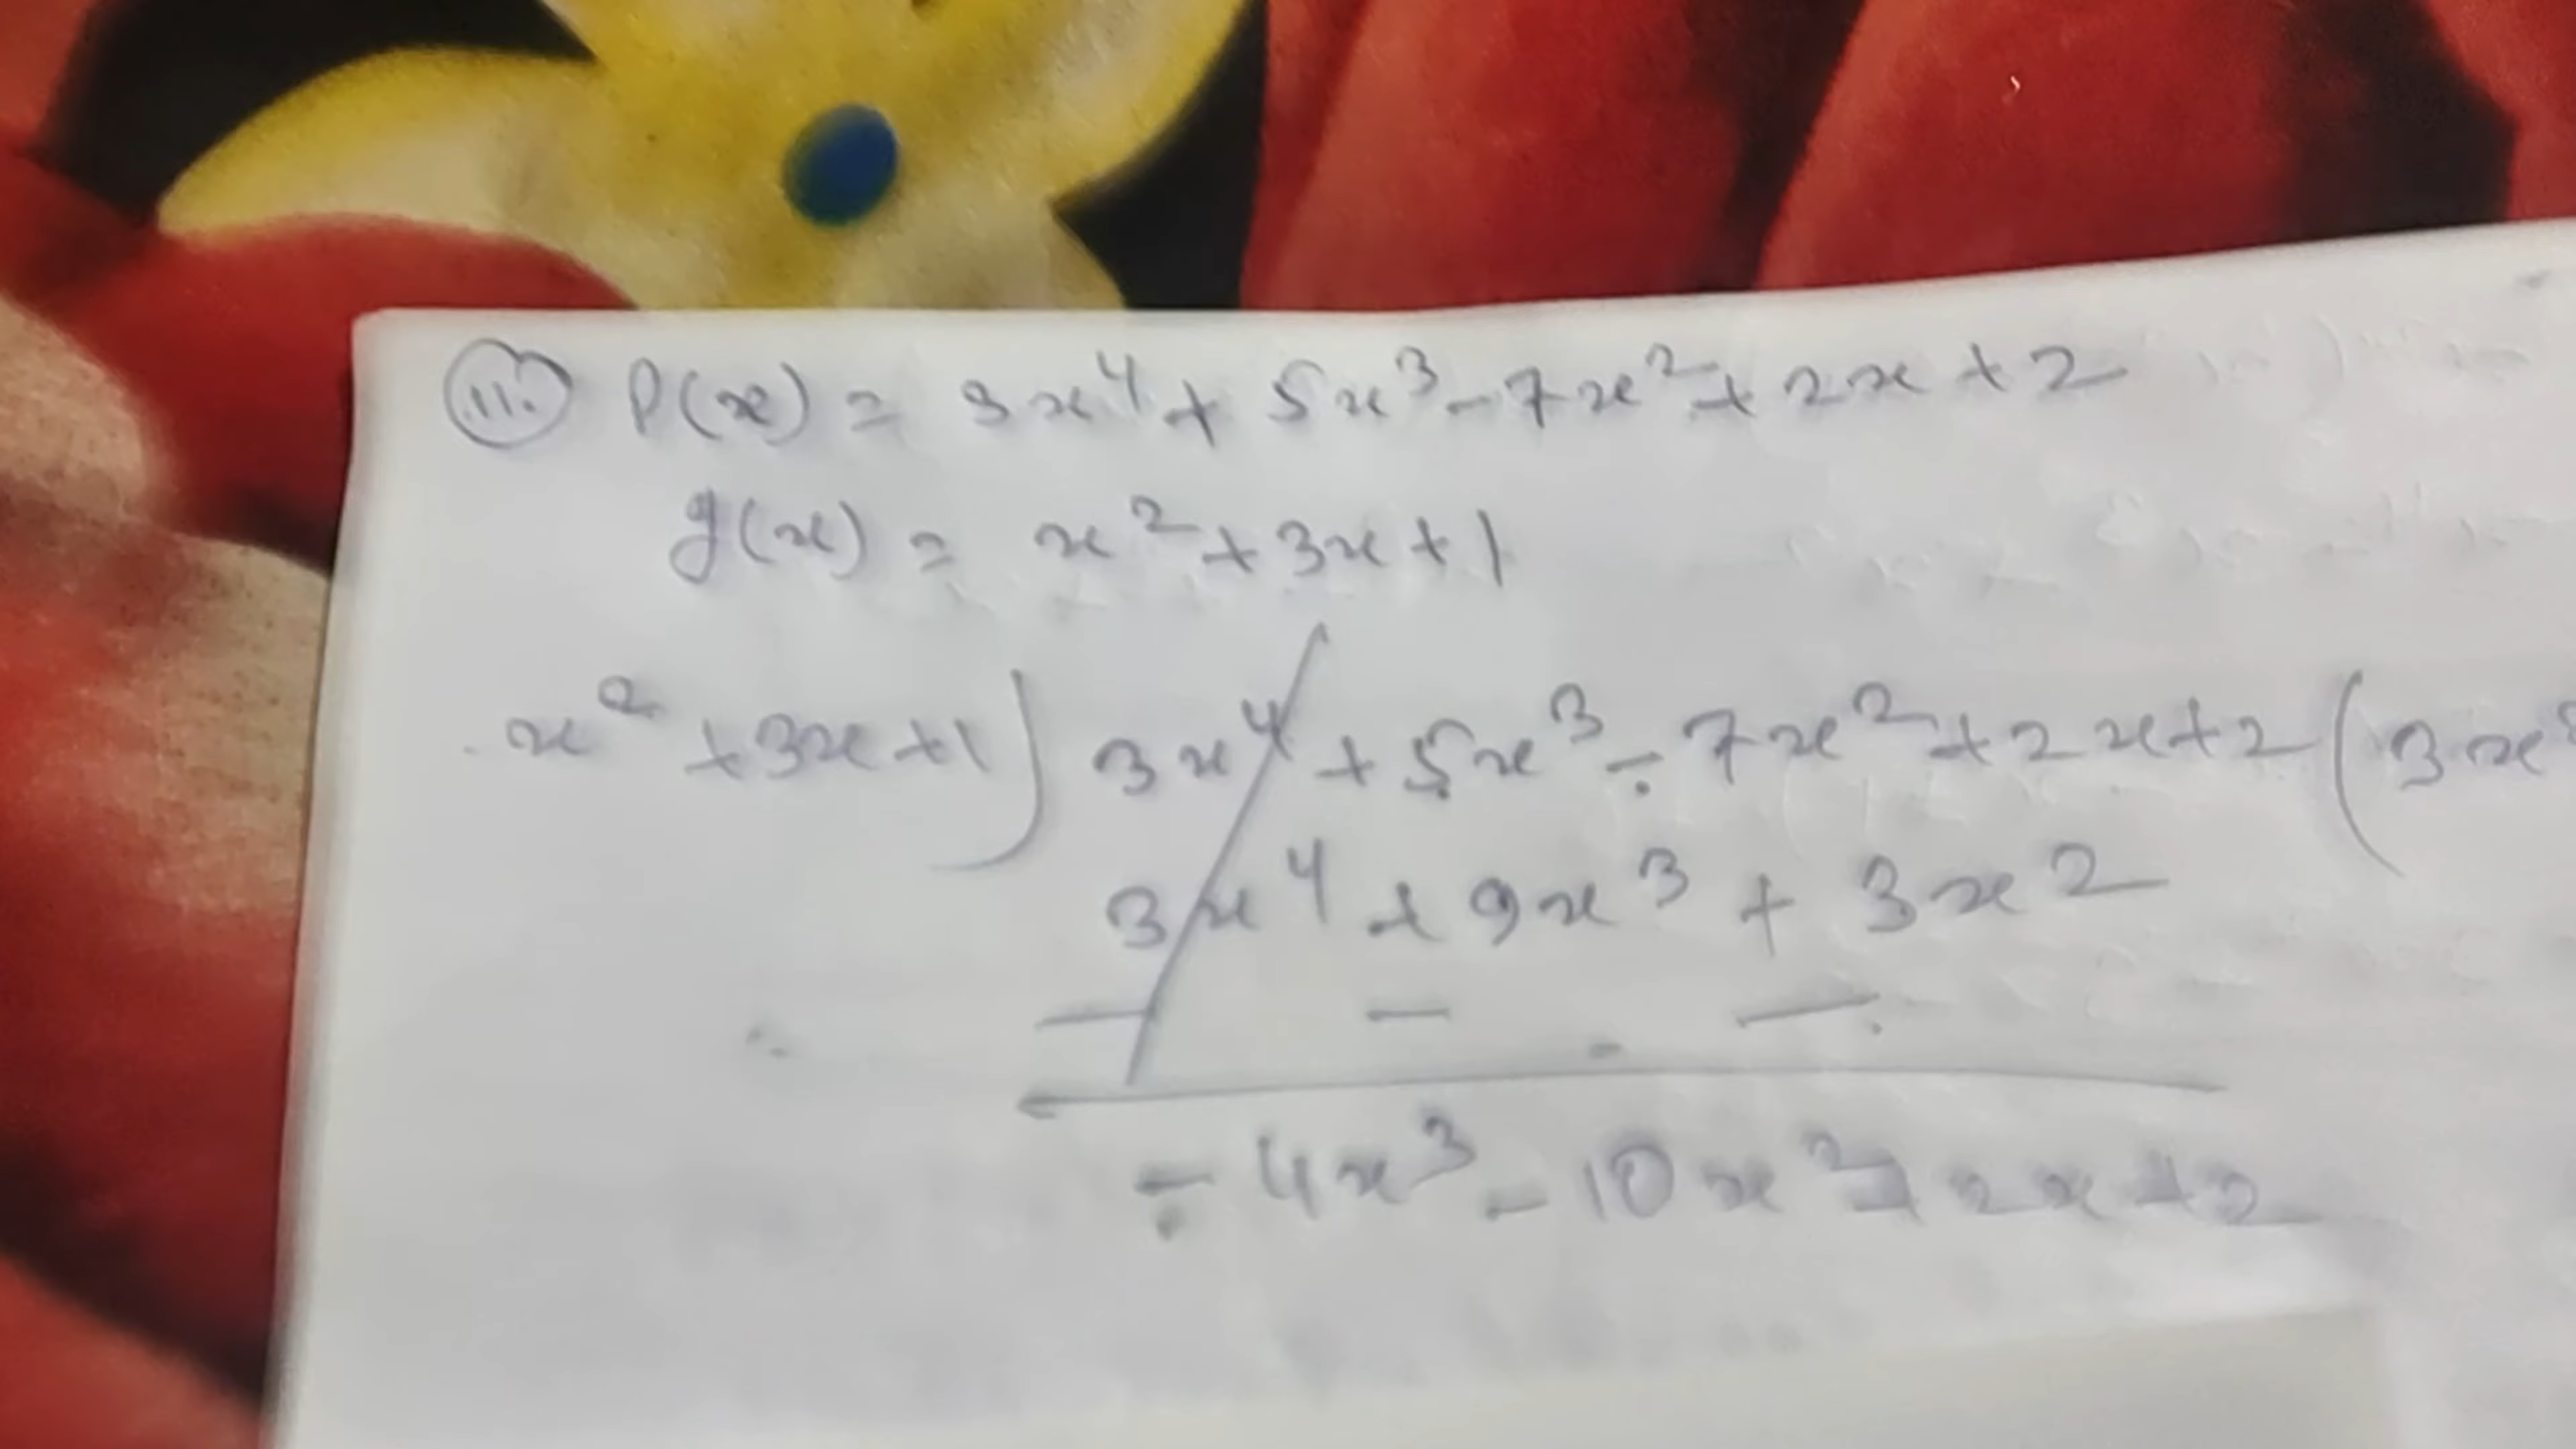 11. P(x) = 3x⁴ + 5x³ - 7x² + 2x + 2
g(x) = x² + 3x + 1
x² + 3x + 1 ) 3x⁴ + 5x³ - 7x² + 2x + 2 ( 3x²
3x⁴ + 9x³ + 3x²
— — —
- 4x³ - 10x² + 2x + 2